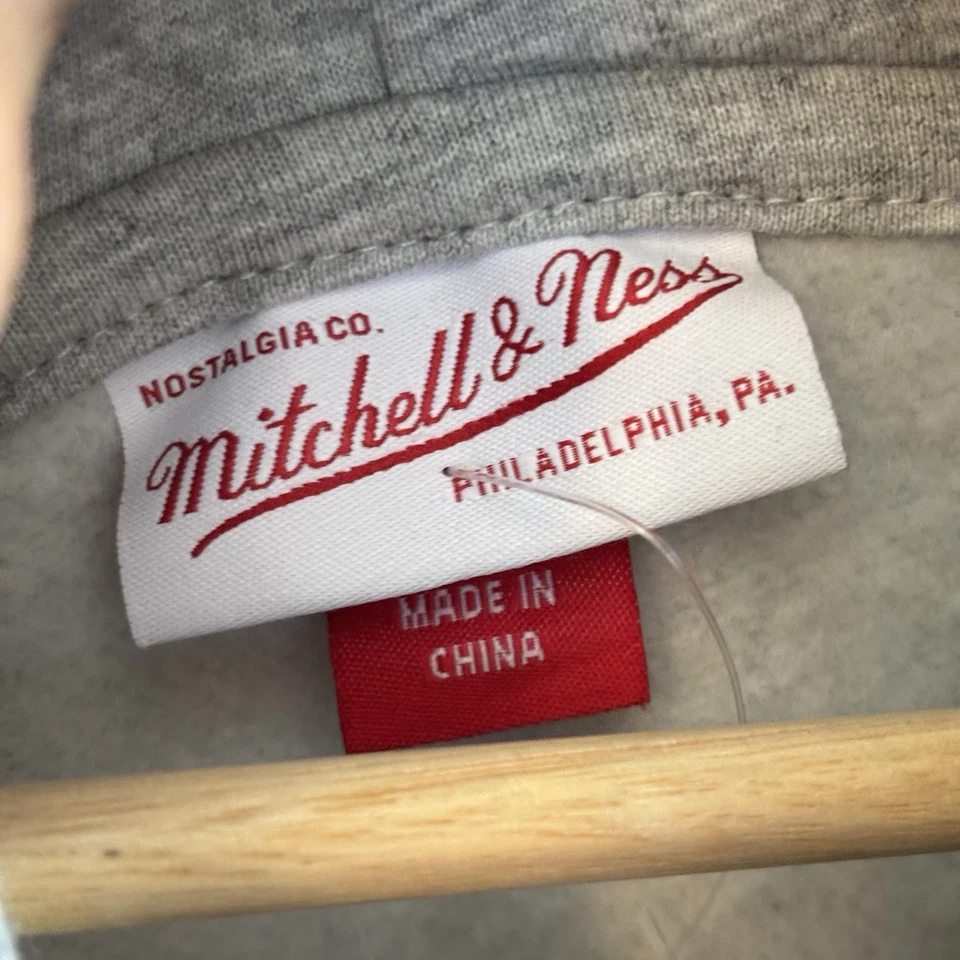 NOSTALGIA CO.
Mitchell & Ness
PHILADELPHIA, PA.
MADE IN
CHINA